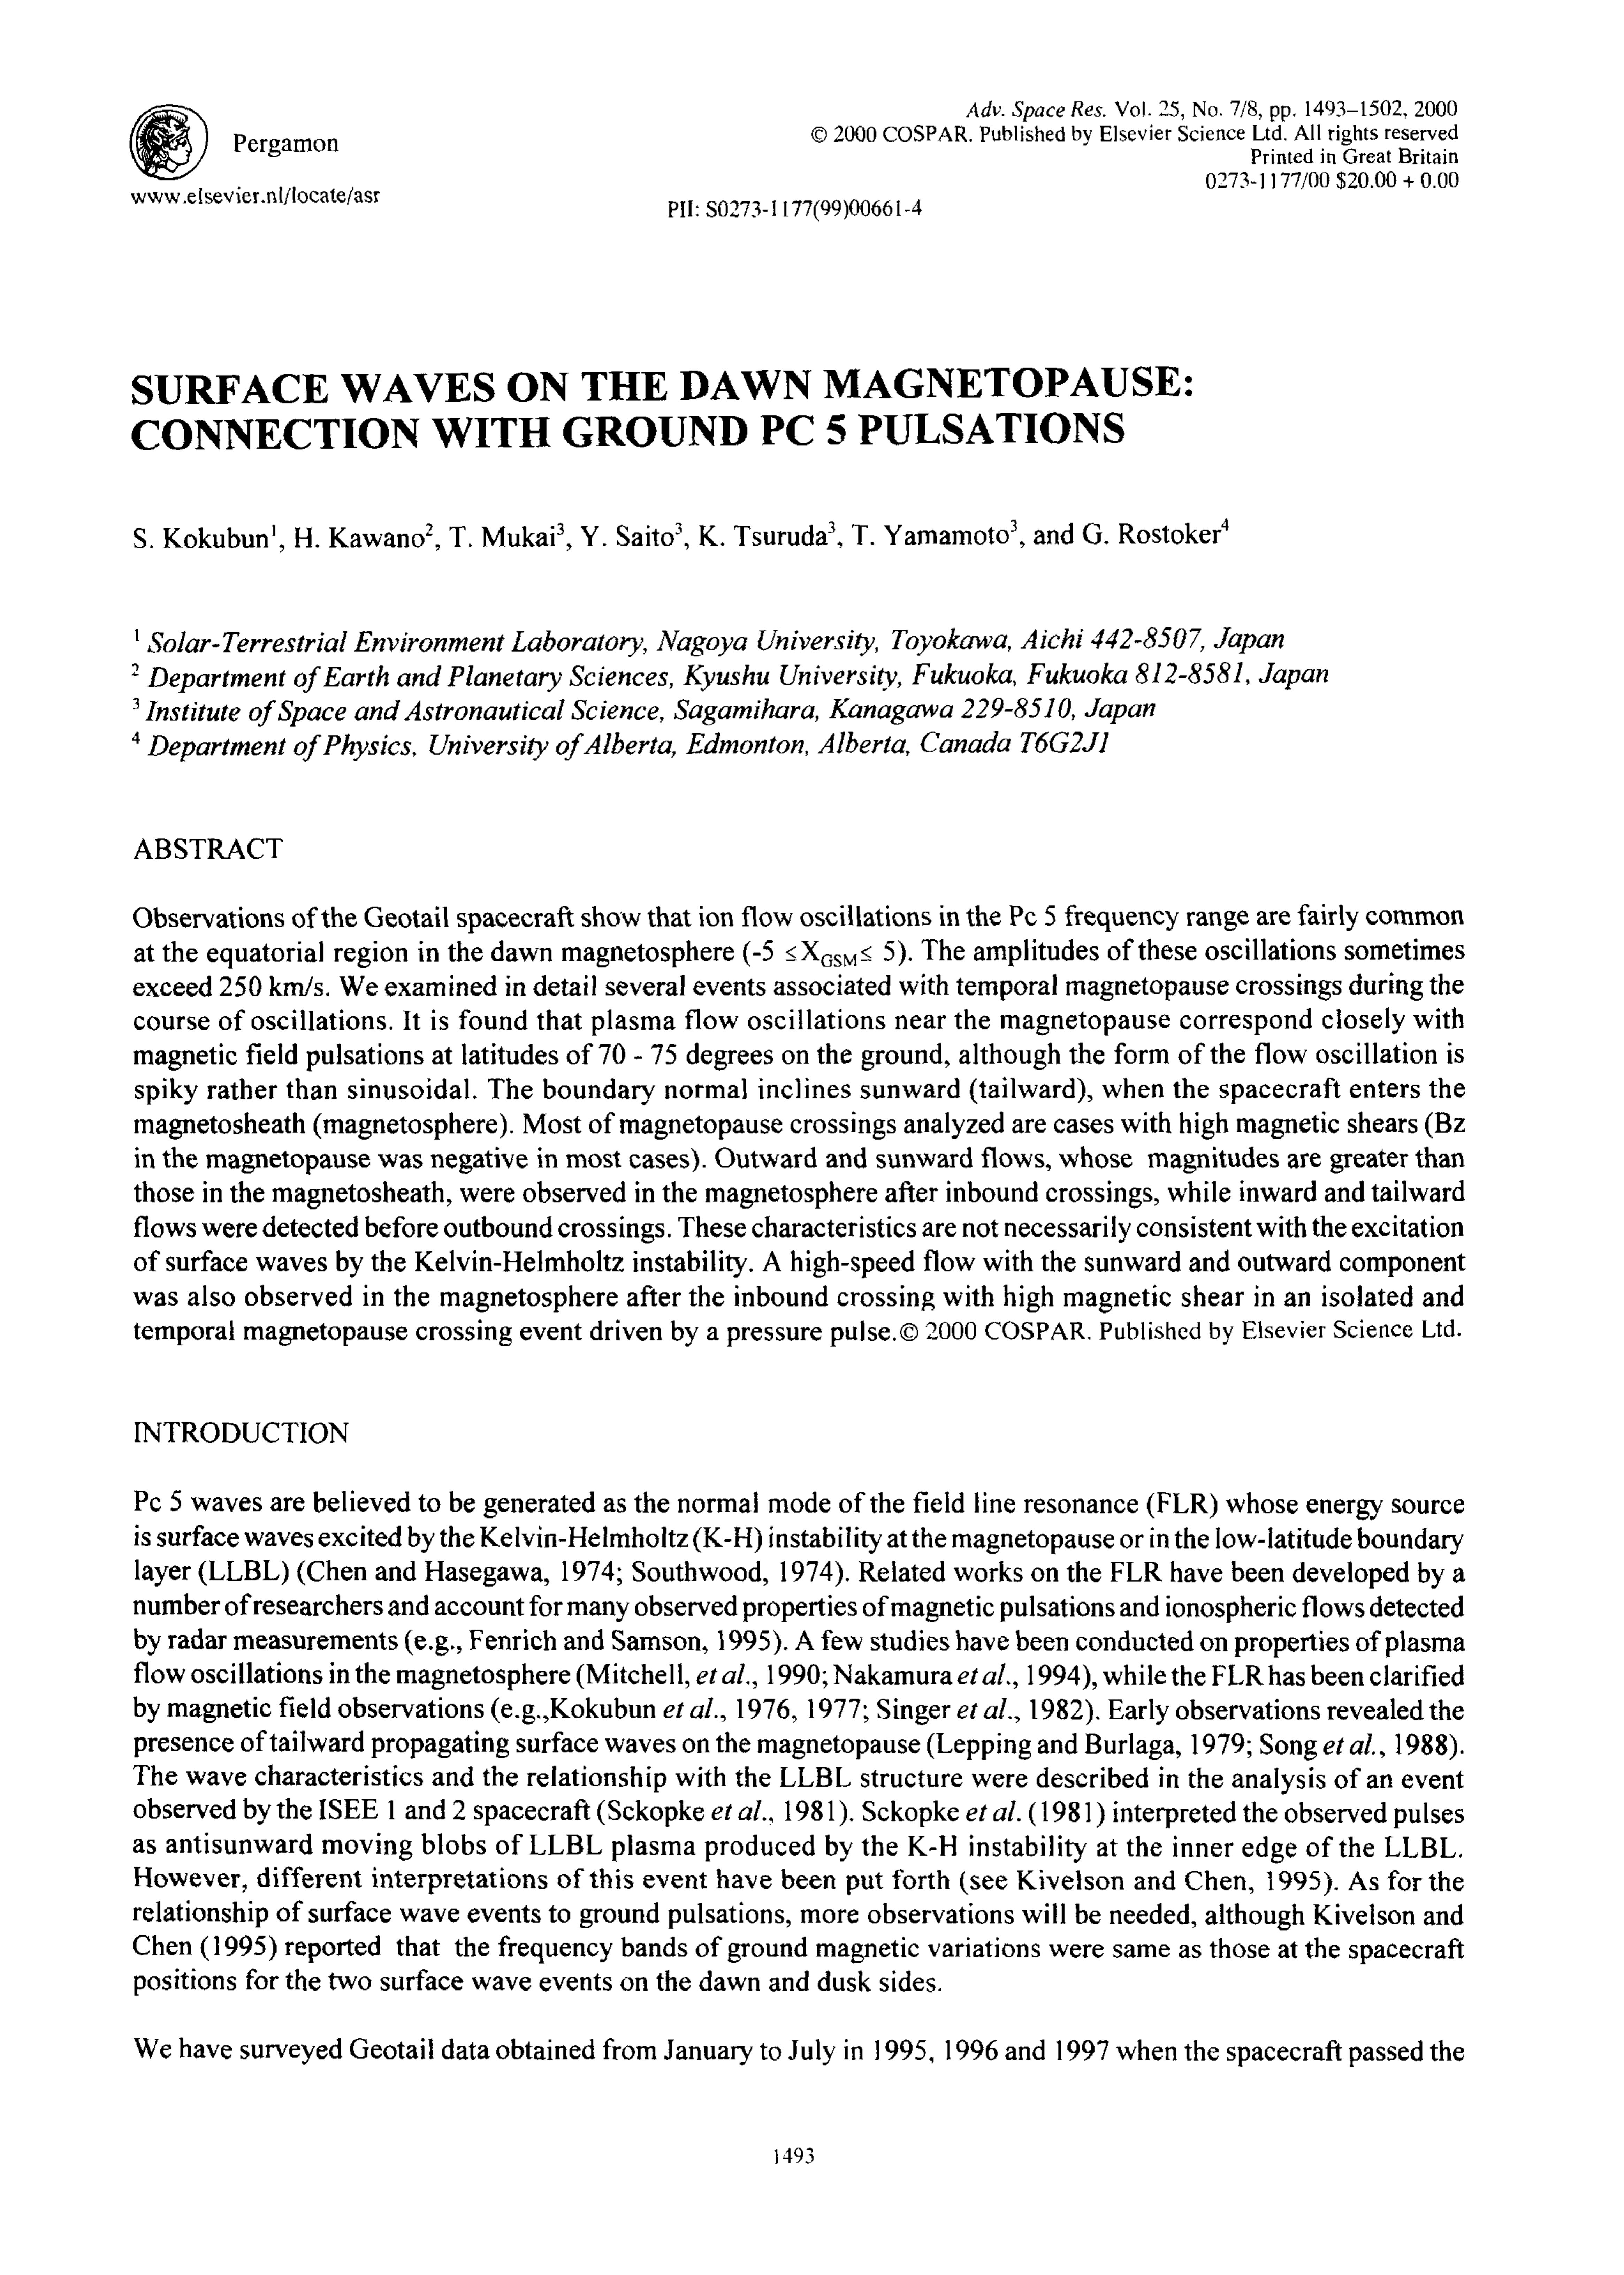 Pergamon
www.elsevier.nl/locate/asr
Adv. Space Res. Vol. 25, No. 7/8, pp. 1493–1502, 2000
© 2000 COSPAR. Published by Elsevier Science Ltd. All rights reserved
Printed in Great Britain
0273-1177/00 $20.00 + 0.00
PII: S0273-1177(99)00661-4
SURFACE WAVES ON THE DAWN MAGNETOPAUSE:
CONNECTION WITH GROUND PC 5 PULSATIONS
S. Kokubun¹, H. Kawano², T. Mukai³, Y. Saito³, K. Tsuruda³, T. Yamamoto³, and G. Rostoker⁴
¹ Solar-Terrestrial Environment Laboratory, Nagoya University, Toyokawa, Aichi 442-8507, Japan
² Department of Earth and Planetary Sciences, Kyushu University, Fukuoka, Fukuoka 812-8581, Japan
³ Institute of Space and Astronautical Science, Sagamihara, Kanagawa 229-8510, Japan
⁴ Department of Physics, University of Alberta, Edmonton, Alberta, Canada T6G2J1
ABSTRACT
Observations of the Geotail spacecraft show that ion flow oscillations in the Pc 5 frequency range are fairly common
at the equatorial region in the dawn magnetosphere (-5 ≤XGSM≤ 5). The amplitudes of these oscillations sometimes
exceed 250 km/s. We examined in detail several events associated with temporal magnetopause crossings during the
course of oscillations. It is found that plasma flow oscillations near the magnetopause correspond closely with
magnetic field pulsations at latitudes of 70 - 75 degrees on the ground, although the form of the flow oscillation is
spiky rather than sinusoidal. The boundary normal inclines sunward (tailward), when the spacecraft enters the
magnetosheath (magnetosphere). Most of magnetopause crossings analyzed are cases with high magnetic shears (Bz
in the magnetopause was negative in most cases). Outward and sunward flows, whose magnitudes are greater than
those in the magnetosheath, were observed in the magnetosphere after inbound crossings, while inward and tailward
flows were detected before outbound crossings. These characteristics are not necessarily consistent with the excitation
of surface waves by the Kelvin-Helmholtz instability. A high-speed flow with the sunward and outward component
was also observed in the magnetosphere after the inbound crossing with high magnetic shear in an isolated and
temporal magnetopause crossing event driven by a pressure pulse.© 2000 COSPAR. Published by Elsevier Science Ltd.
INTRODUCTION
Pc 5 waves are believed to be generated as the normal mode of the field line resonance (FLR) whose energy source
is surface waves excited by the Kelvin-Helmholtz (K-H) instability at the magnetopause or in the low-latitude boundary
layer (LLBL) (Chen and Hasegawa, 1974; Southwood, 1974). Related works on the FLR have been developed by a
number of researchers and account for many observed properties of magnetic pulsations and ionospheric flows detected
by radar measurements (e.g., Fenrich and Samson, 1995). A few studies have been conducted on properties of plasma
flow oscillations in the magnetosphere (Mitchell, et al., 1990; Nakamura et al., 1994), while the FLR has been clarified
by magnetic field observations (e.g.,Kokubun et al., 1976, 1977; Singer et al., 1982). Early observations revealed the
presence of tailward propagating surface waves on the magnetopause (Lepping and Burlaga, 1979; Song et al., 1988).
The wave characteristics and the relationship with the LLBL structure were described in the analysis of an event
observed by the ISEE 1 and 2 spacecraft (Sckopke et al., 1981). Sckopke et al. (1981) interpreted the observed pulses
as antisunward moving blobs of LLBL plasma produced by the K-H instability at the inner edge of the LLBL.
However, different interpretations of this event have been put forth (see Kivelson and Chen, 1995). As for the
relationship of surface wave events to ground pulsations, more observations will be needed, although Kivelson and
Chen (1995) reported that the frequency bands of ground magnetic variations were same as those at the spacecraft
positions for the two surface wave events on the dawn and dusk sides.
We have surveyed Geotail data obtained from January to July in 1995, 1996 and 1997 when the spacecraft passed the
1493